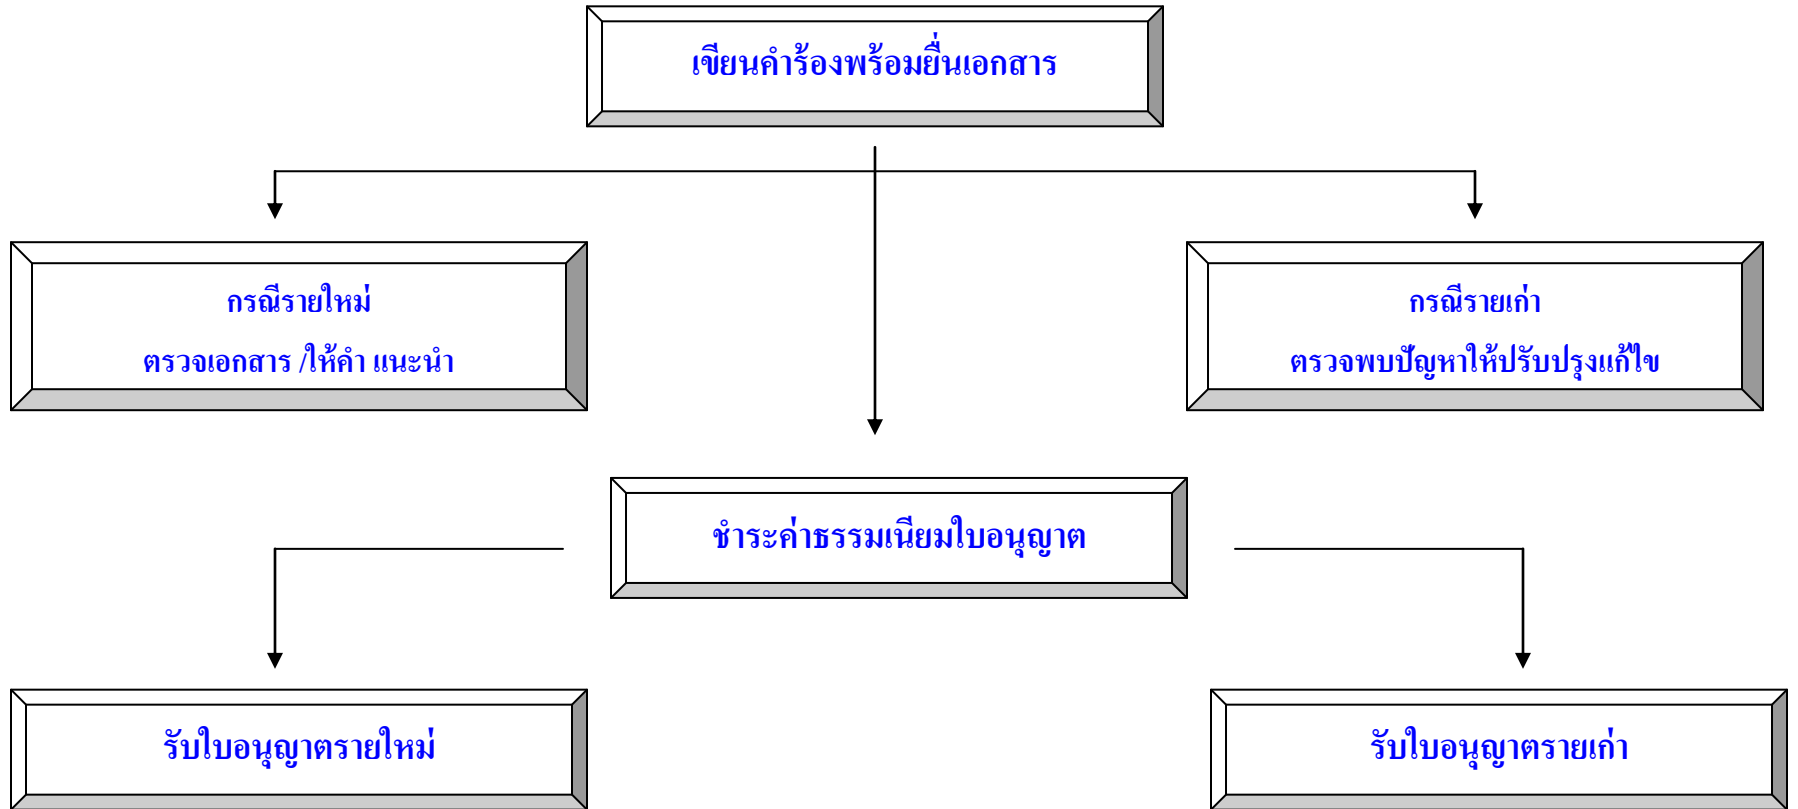 เขียนคำร้องพร้อมยื่นเอกสาร
กรณีรายใหม่
ตรวจเอกสาร /ให้คำ แนะนำ
กรณีรายเก่า
ตรวจพบปัญหาให้ปรับปรุงแก้ไข
ชำระค่าธรรมเนียมใบอนุญาต
รับใบอนุญาตรายใหม่
รับใบอนุญาตรายเก่า